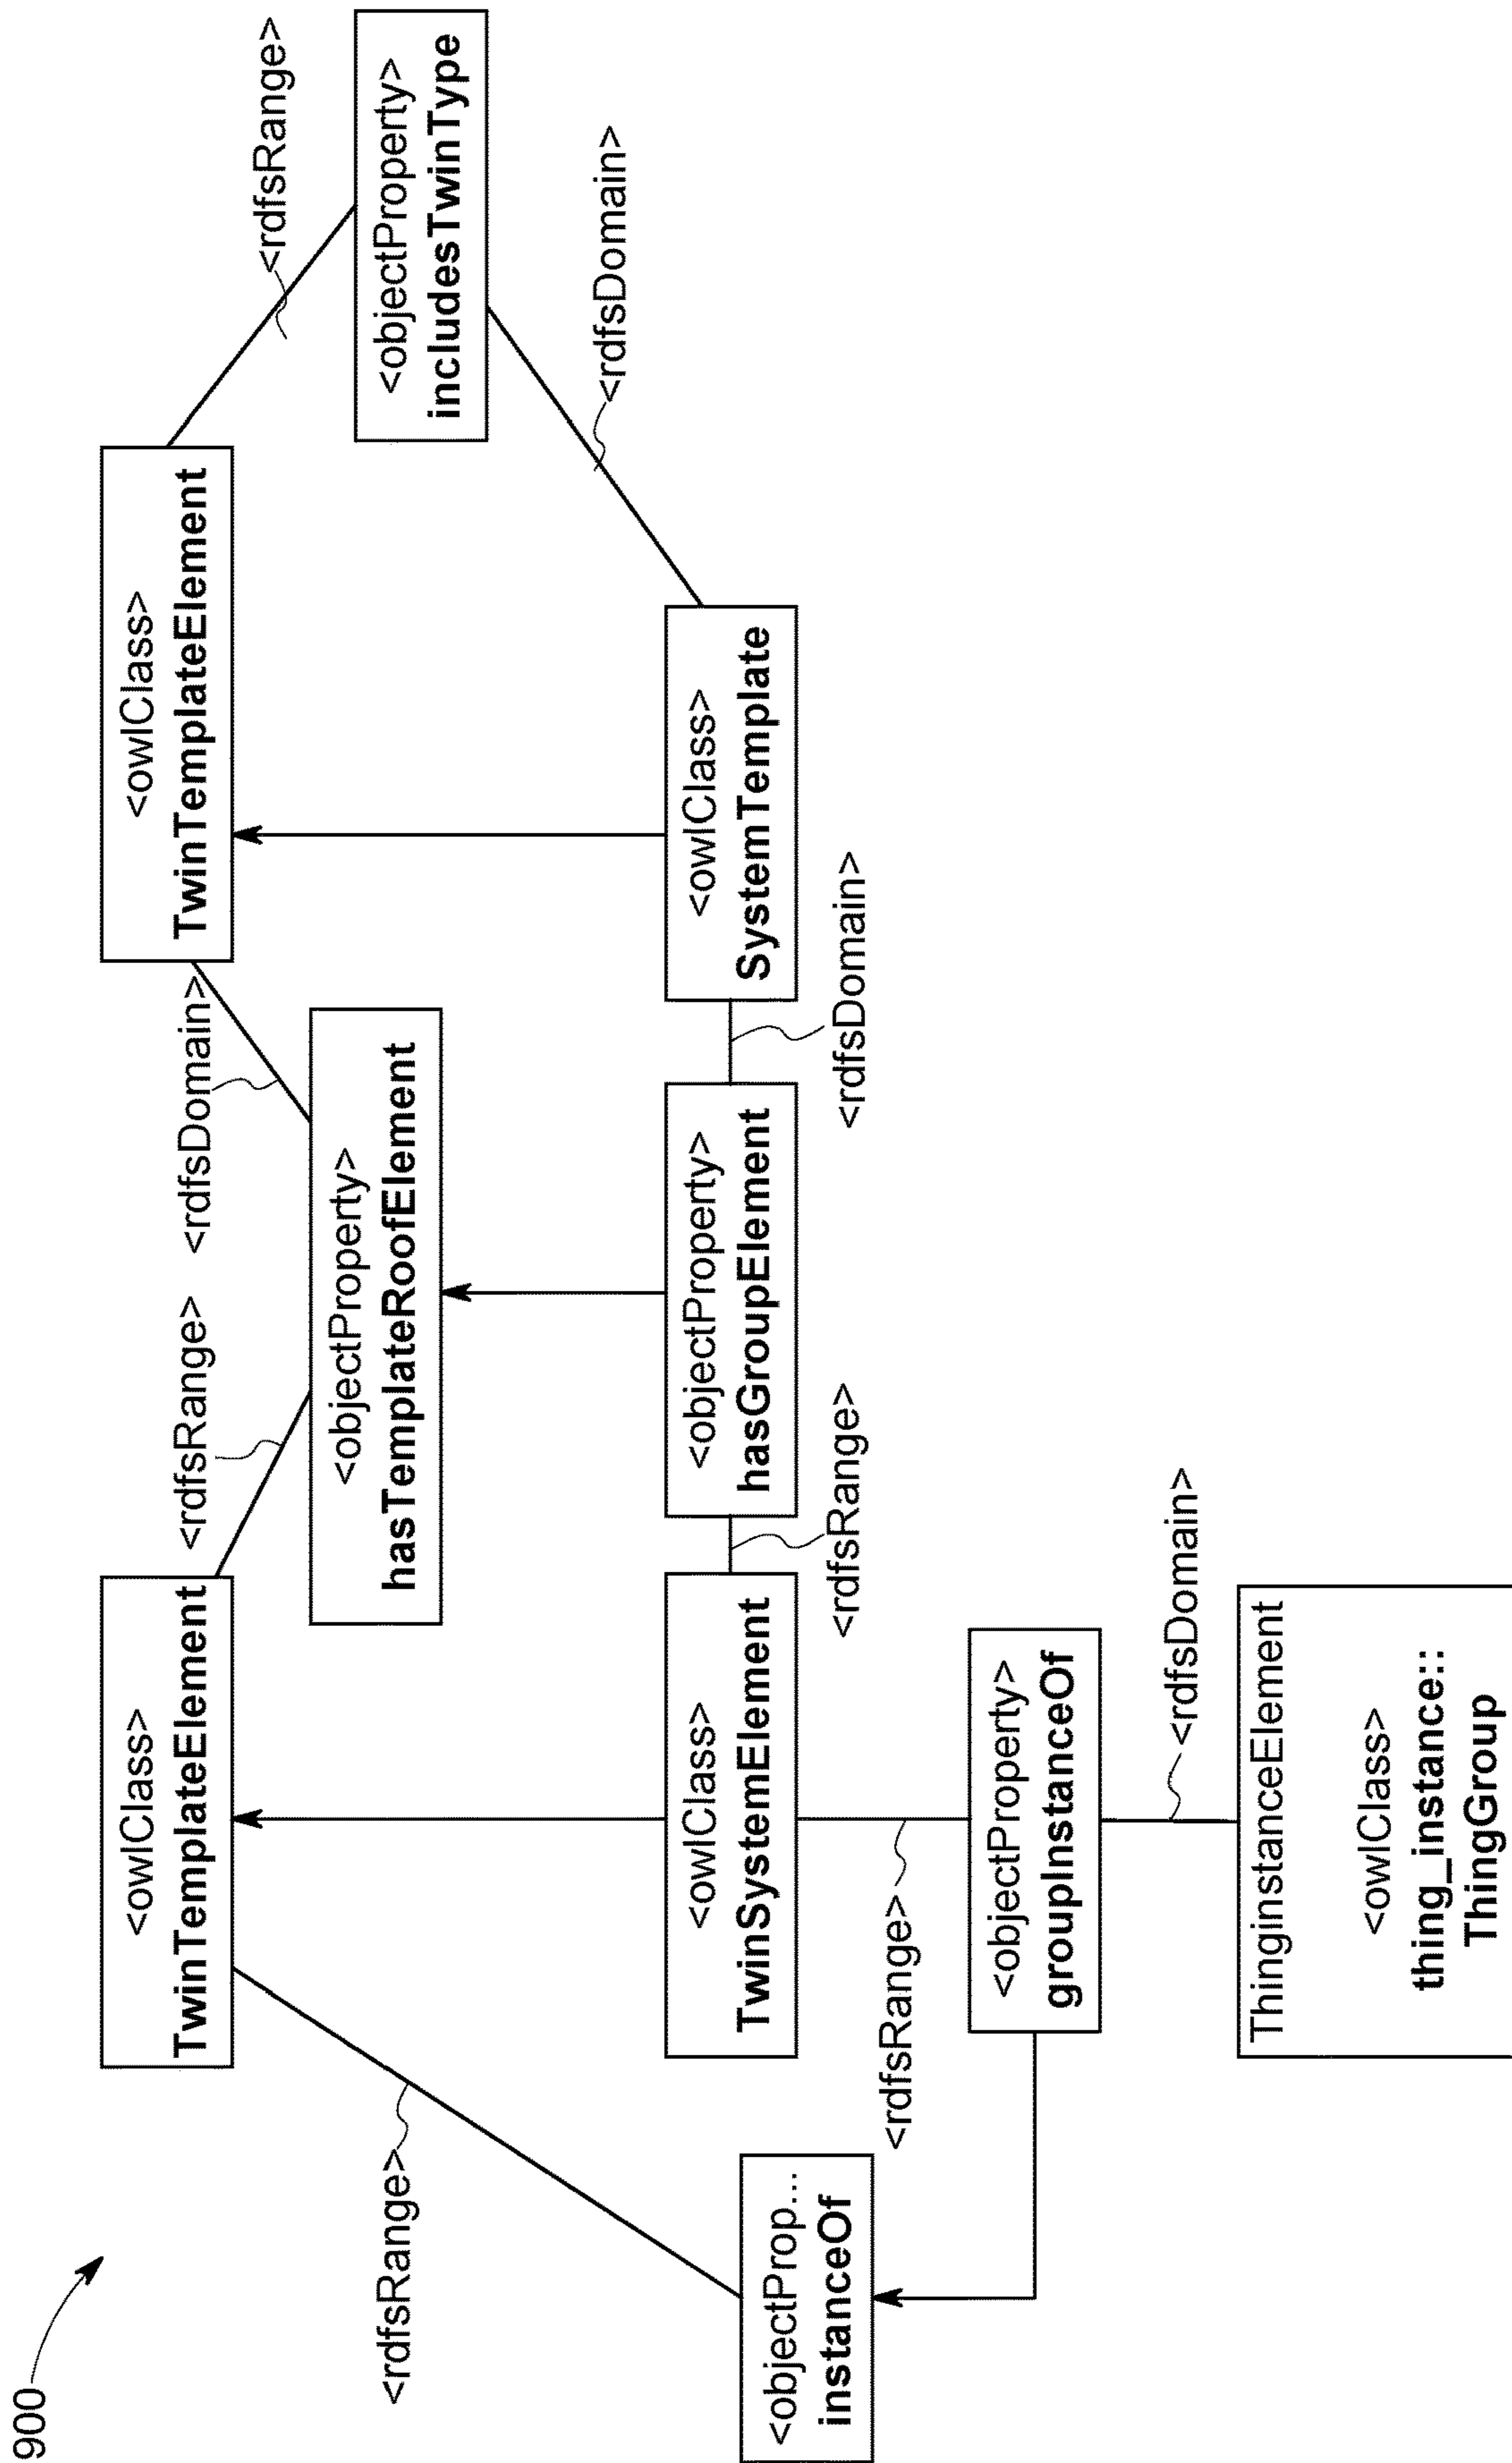 900
<owlClass>
TwinTemplateElement
<rdfsRange>
<rdfsDomain>
<owlClass>
TwinTemplateElement
<rdfsRange>
<rdfsRange>
<objectProperty>
hasTemplateRoofElement
<objectProperty>
includesTwinType
<objectProp...
instanceOf
<owlClass>
TwinSystemElement
<objectProperty>
hasGroupElement
<owlClass>
SystemTemplate
<rdfsDomain>
<rdfsRange>
<rdfsRange>
<rdfsDomain>
<objectProperty>
groupInstanceOf
<rdfsDomain>
ThinginstanceElement
<owlClass>
thing_instance::
ThingGroup